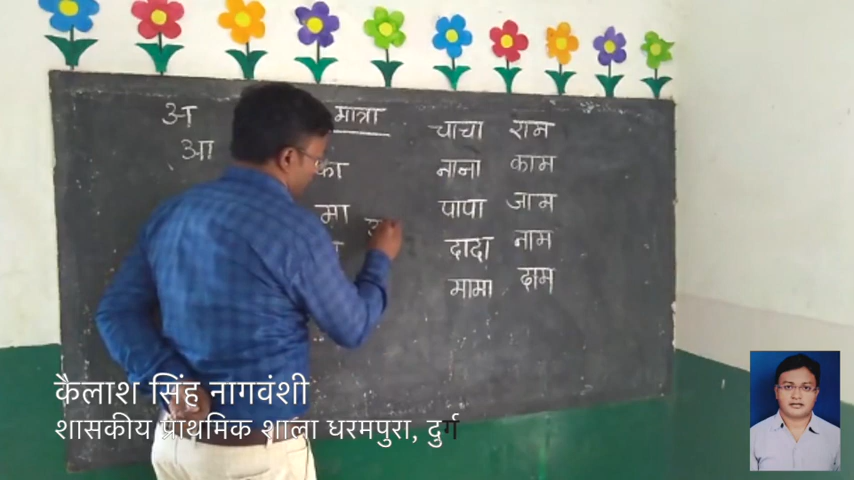 अ मात्रा
आ
का
मा
चाचा राम
नाना काम
पापा जाम
दादा नाम
मामा दाम
कैलाश सिंह नागवंशी
शासकीय प्राथमिक शाला धरमपुरा, दुर्ग